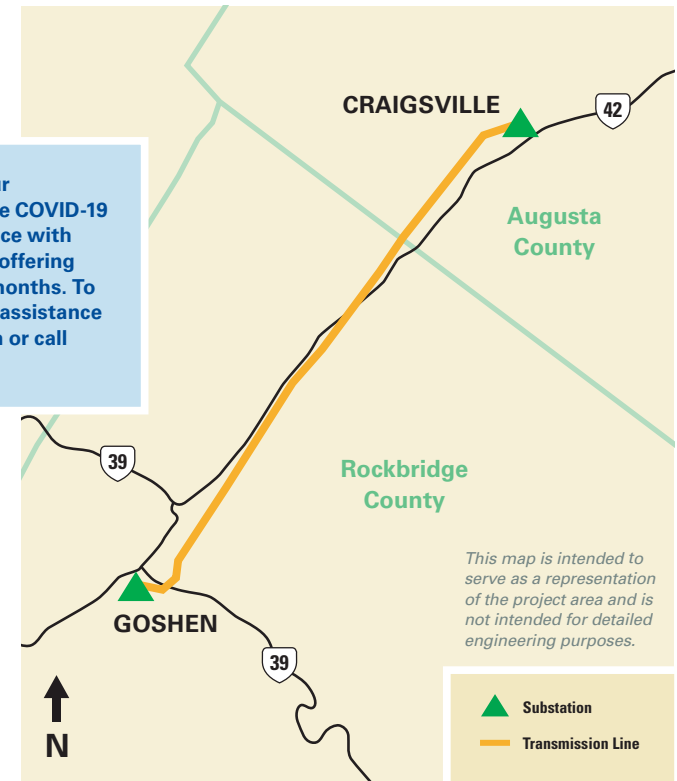 CRAIGSVILLE
42
Augusta
County
ur
e COVID-19
ce with
offering
months. To
assistance
or call
39
Rockbridge
County
This map is intended to
serve as a representation
of the project area and is
not intended for detailed
engineering purposes.
GOSHEN
39
N
Substation
Transmission Line